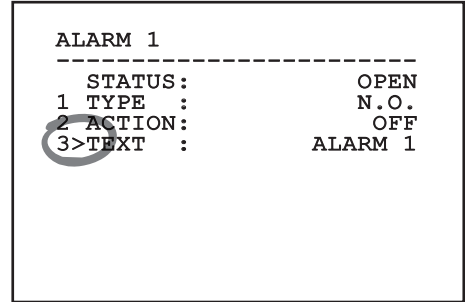 ALARM 1
------------------------
STATUS: OPEN
1 TYPE : N.O.
2 ACTION: OFF
3>TEXT : ALARM 1